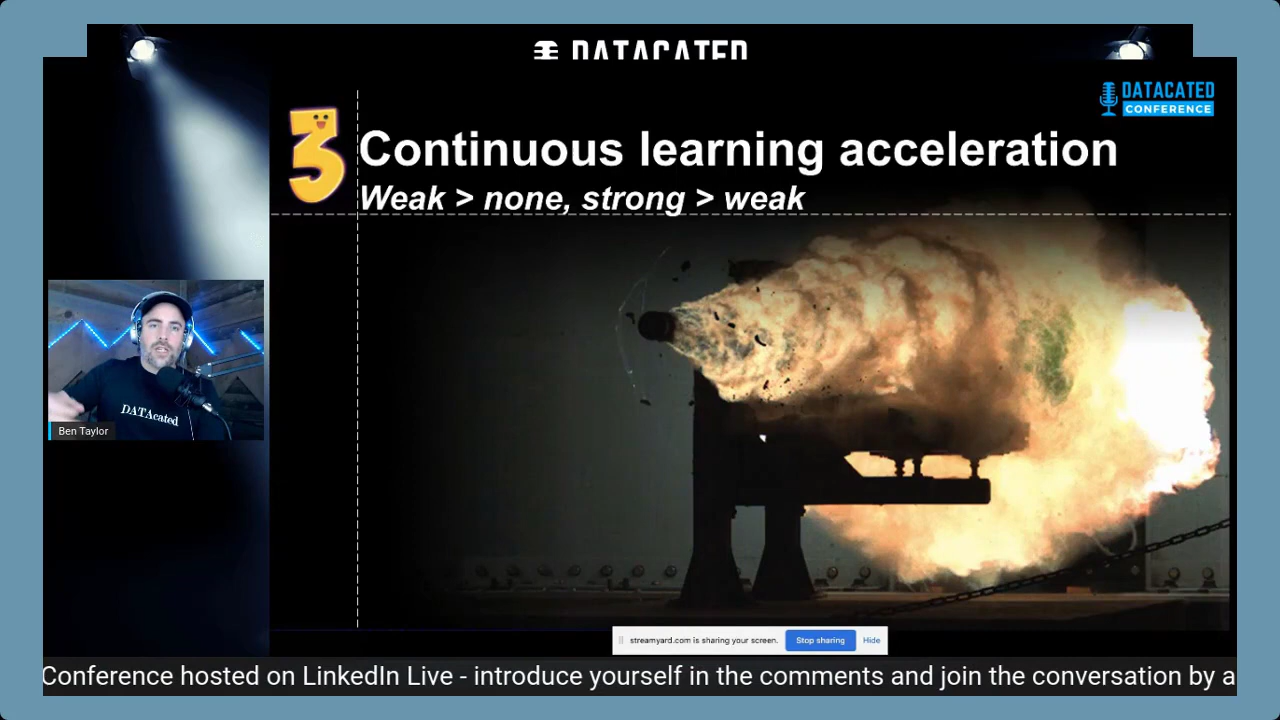 DATACATED
DATACATED
CONFERENCE
3 Continuous learning acceleration
Weak > none, strong > weak
DATAcated
Ben Taylor
streamyard.com is sharing your screen. Stop sharing Hide
Conference hosted on LinkedIn Live - introduce yourself in the comments and join the conversation by a